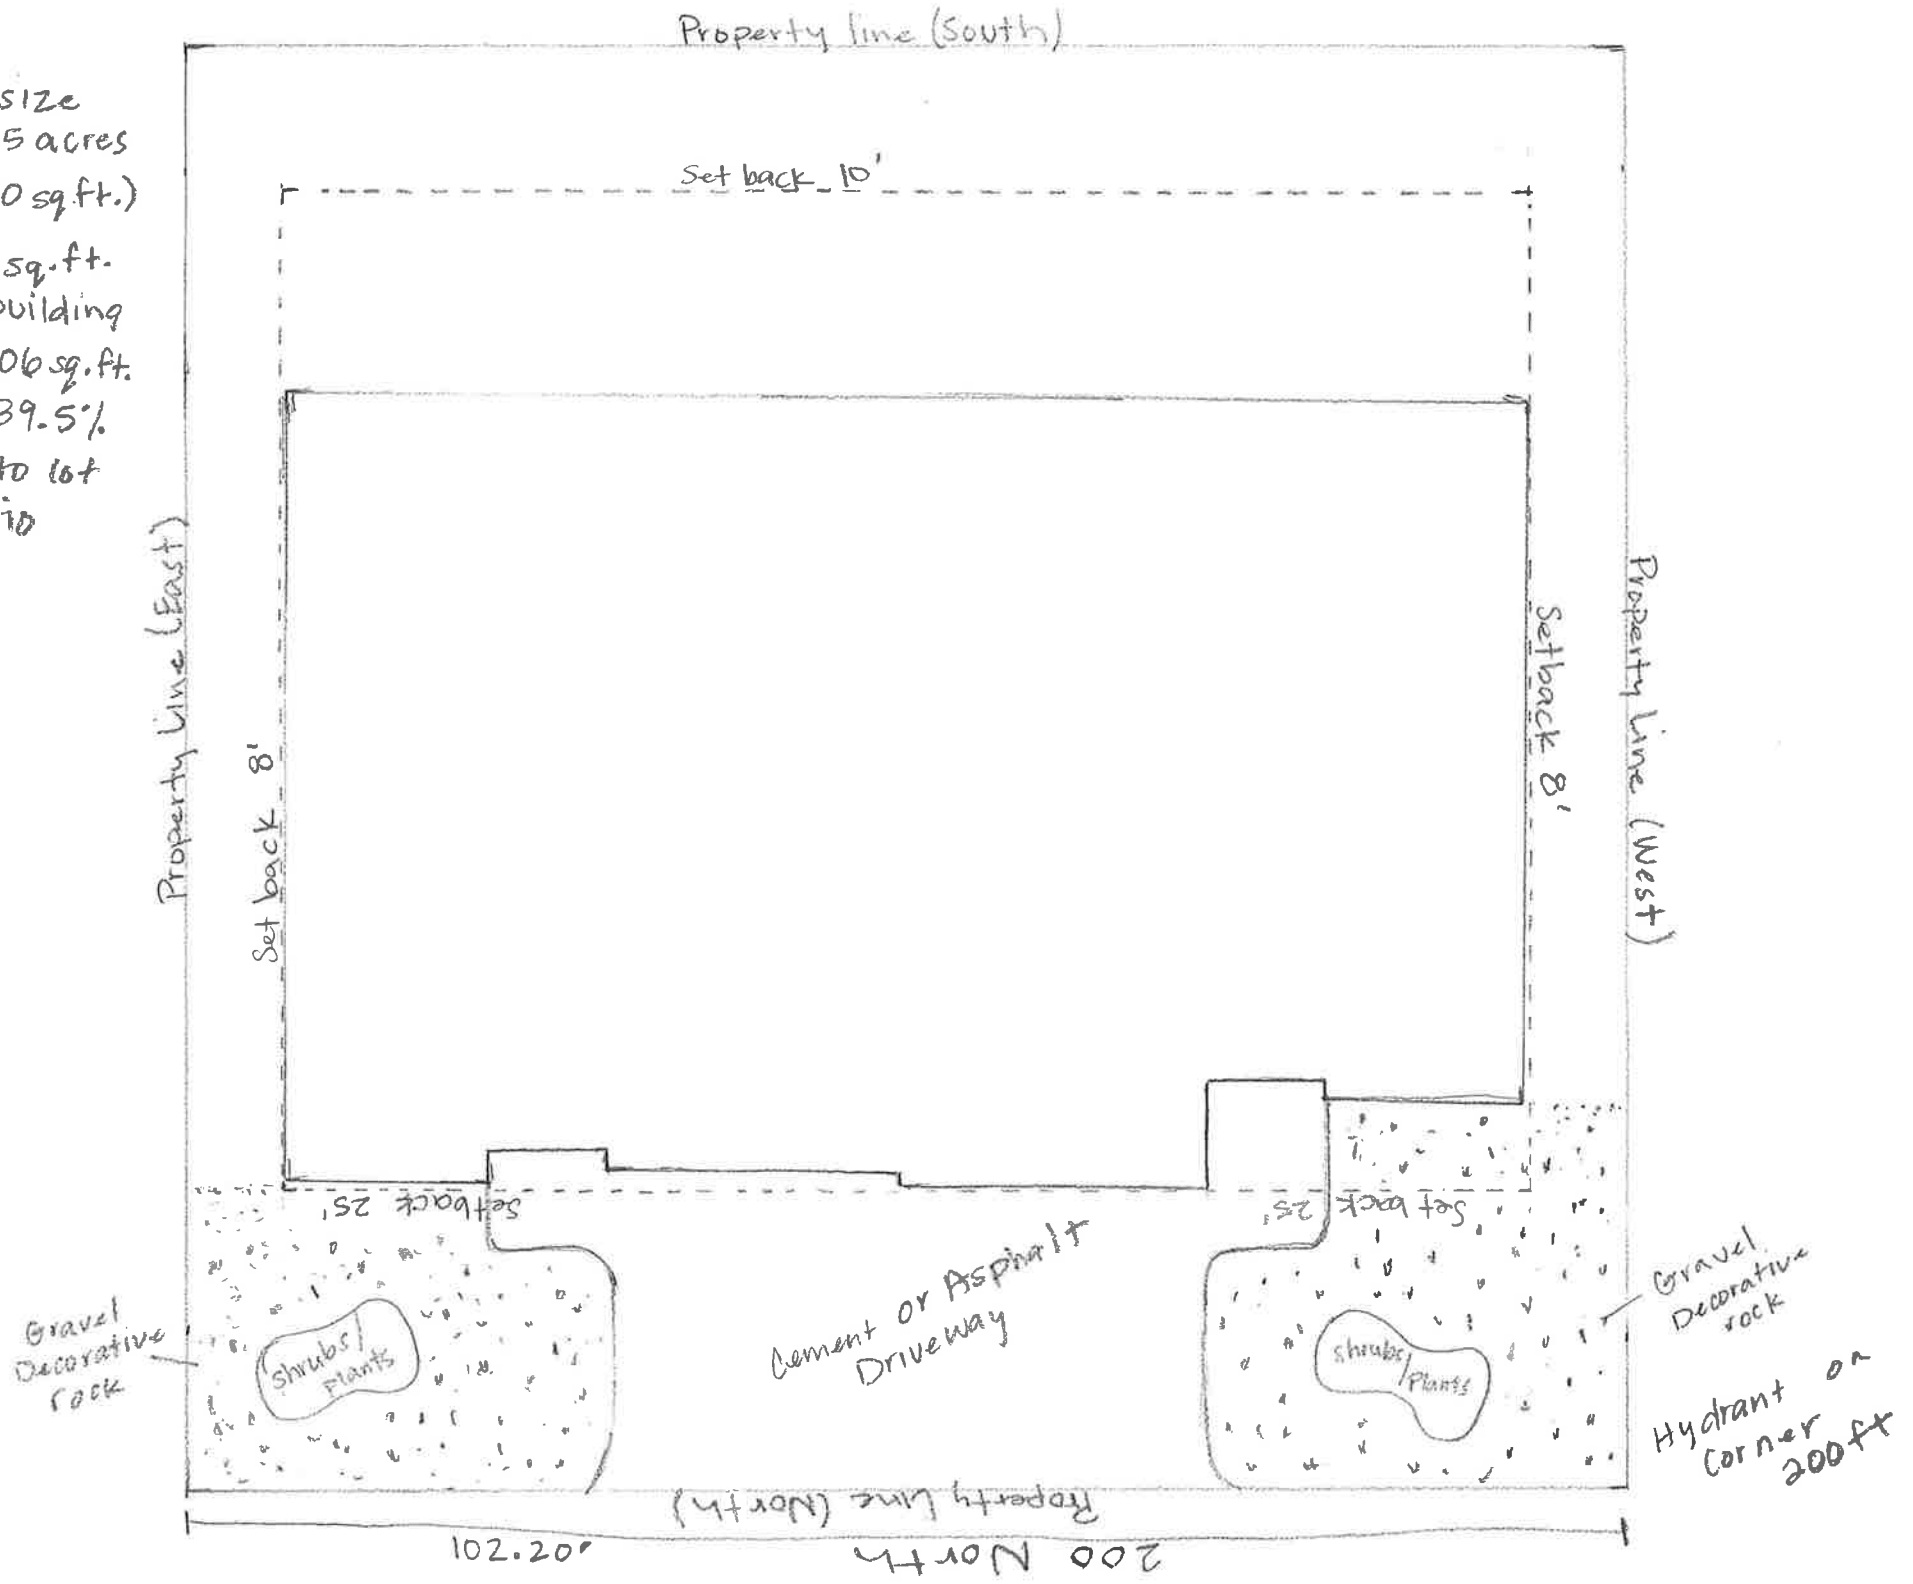 Property line (South)
size
5 acres
0 sq.ft.)
sq.ft.
building
06 sq.ft.
39.5%
to lot
io
Set back 10'
Property Line (East)
Set back 8'
Setback 8'
Property Line (West)
Setback 25'
Set back 25'
Cement or Asphalt
Driveway
Gravel
Decorative
rock
Shrubs/
Plants
Shrubs/
Plants
Gravel
Decorative
rock
Hydrant on
Corner
200ft
Property Line (North)
102.20'
200 North